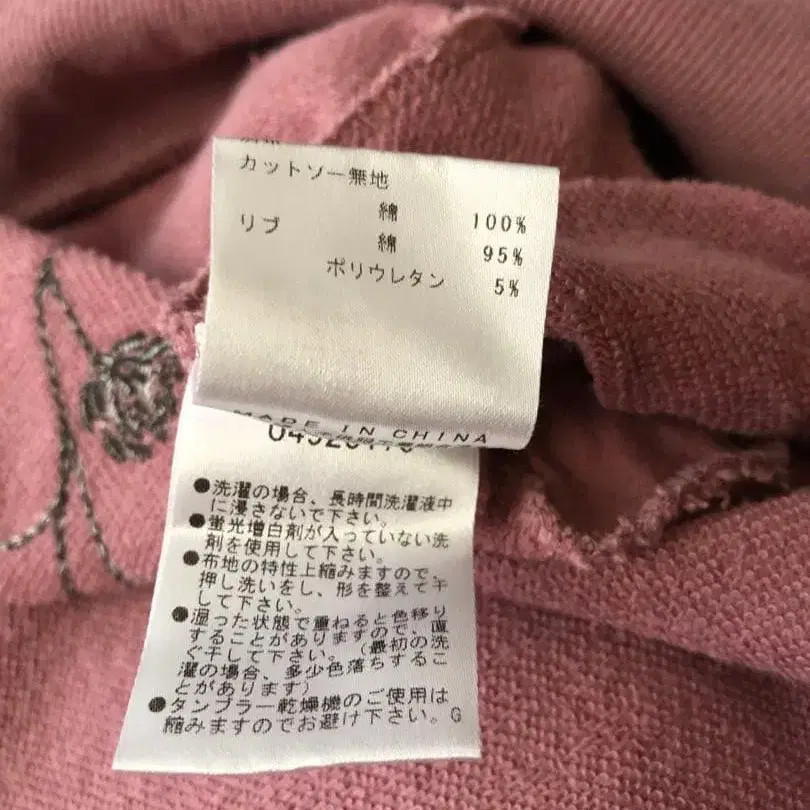 カットソー無地
綿 100%
リブ 綿 95%
ポリウレタン 5%
MADE IN CHINA
●洗濯の場合、長時間洗濯液中
に浸さないで下さい。
●蛍光増白剤が入っていない洗
剤を使用して下さい。
●布地の特性上縮みますので、
押し洗いをし、形を整えて干
して下さい。
●湿った状態で重ねると色移り
することがありますので、直
ぐ干して下さい。（最初の洗
濯の場合、多少色落ちするこ
とがあります）
●タンブラー乾燥機のご使用は
縮みますのでお避け下さい。G